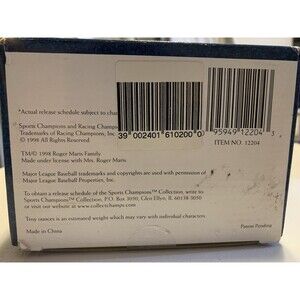 *Actual release schedule subject to chan
Sports Champions and Racing Champ
Trademarks of Racing Champions, In
© 1998 All Rights Reserved.
39 002401 610200 0
95949 12204 3
ITEM NO. 12204
TM/© 1998 Roger Maris Family
Made under license with Mrs. Roger Maris
Major League Baseball trademarks and copyrights are used with permission of
Major League Baseball Properties, Inc.
To obtain a release schedule of the Sports Champions™ Collection, write to
Sports Champions™ Collection, P.O. Box 3030, Glen Ellyn, IL 60138-3030
or visit our website at www.collectchamps.com
Tiny ounces is an estimated weight which may vary with individual characters.
Made in China
Patent Pending